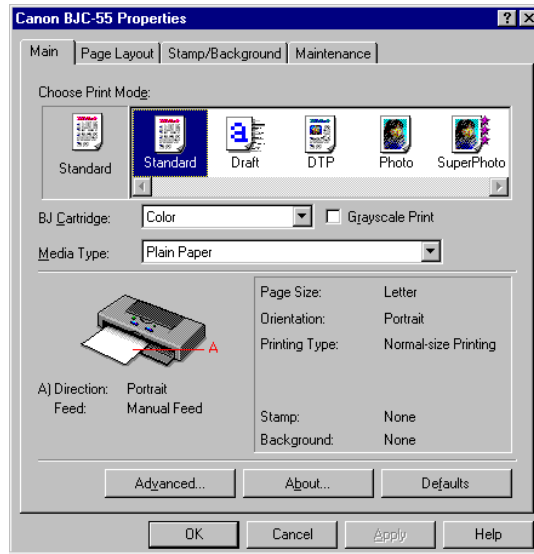 Canon BJC-55 Properties
Main Page Layout Stamp/Background Maintenance
Choose Print Mode:
Standard Standard Draft DTP Photo SuperPhoto
BJ Cartridge: Color Grayscale Print
Media Type: Plain Paper
A
A) Direction: Portrait
Feed: Manual Feed
Page Size: Letter
Orientation: Portrait
Printing Type: Normal-size Printing
Stamp: None
Background: None
Advanced... About... Defaults
OK Cancel Apply Help